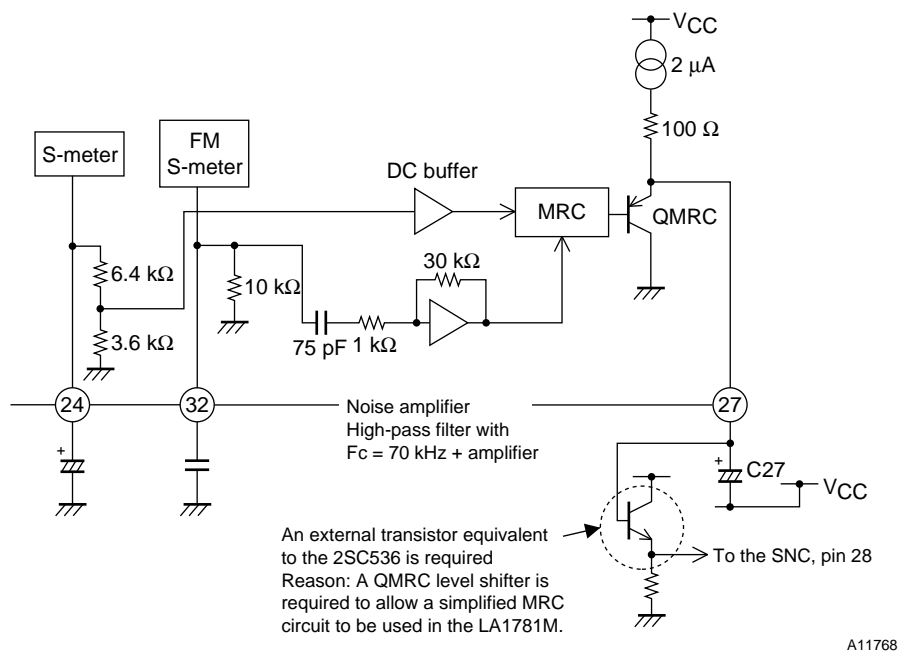 VCC
2 μA
100 Ω
S-meter
FM
S-meter
DC buffer
MRC
QMRC
6.4 kΩ
10 kΩ
30 kΩ
3.6 kΩ
75 pF
1 kΩ
24
32
27
Noise amplifier
High-pass filter with
Fc = 70 kHz + amplifier
+
+
C27
VCC
An external transistor equivalent
to the 2SC536 is required
Reason: A QMRC level shifter is
required to allow a simplified MRC
circuit to be used in the LA1781M.
To the SNC, pin 28
A11768